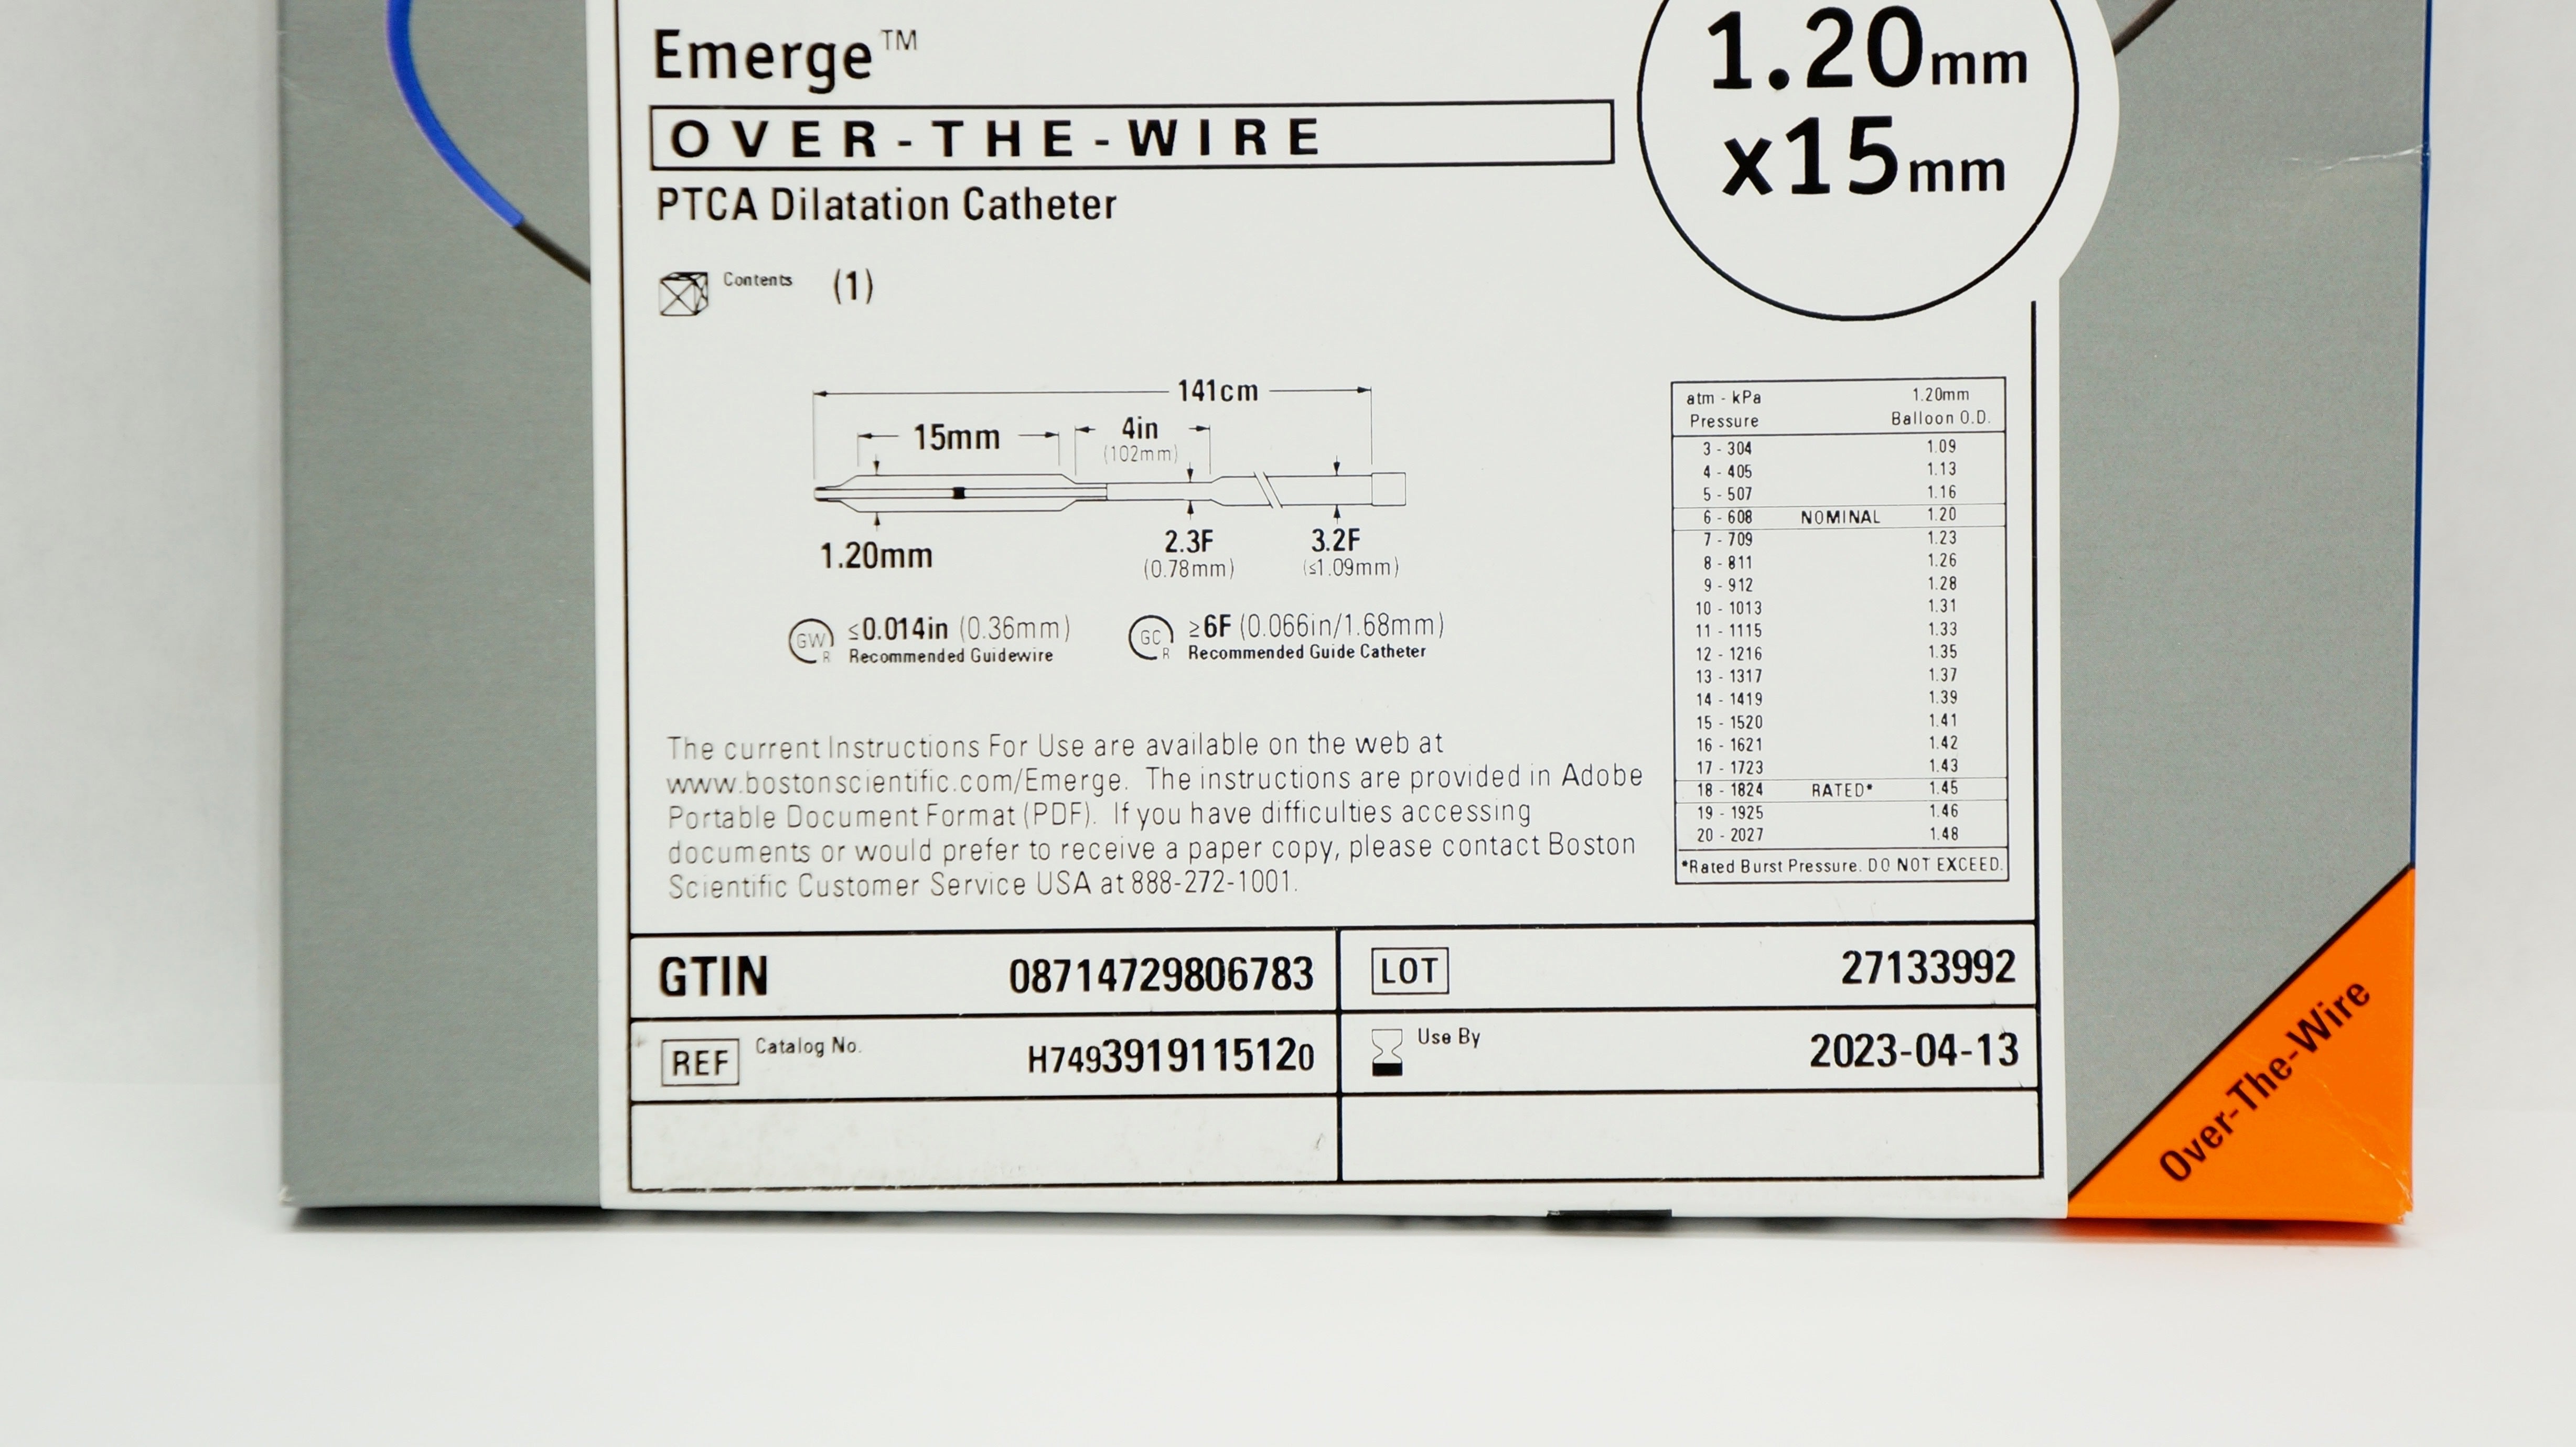 Emerge™
OVER-THE-WIRE
PTCA Dilatation Catheter
Contents (1)
1.20mm
x15mm
141cm
15mm
4in
(102mm)
1.20mm
2.3F
(0.78mm)
3.2F
(≤1.09mm)
GW R ≤0.014in (0.36mm)
Recommended Guidewire
GC R ≥6F (0.066in/1.68mm)
Recommended Guide Catheter
atm - kPa 1.20mm
Pressure Balloon O.D.
3 - 304 1.09
4 - 405 1.13
5 - 507 1.16
6 - 608 NOMINAL 1.20
7 - 709 1.23
8 - 811 1.26
9 - 912 1.28
10 - 1013 1.31
11 - 1115 1.33
12 - 1216 1.35
13 - 1317 1.37
14 - 1419 1.39
15 - 1520 1.41
16 - 1621 1.42
17 - 1723 1.43
18 - 1824 RATED* 1.45
19 - 1925 1.46
20 - 2027 1.48
*Rated Burst Pressure. DO NOT EXCEED.
The current Instructions For Use are available on the web at
www.bostonscientific.com/Emerge. The instructions are provided in Adobe
Portable Document Format (PDF). If you have difficulties accessing
documents or would prefer to receive a paper copy, please contact Boston
Scientific Customer Service USA at 888-272-1001.
GTIN 08714729806783
LOT 27133992
REF Catalog No. H7493919115120
Use By 2023-04-13
Over-The-Wire